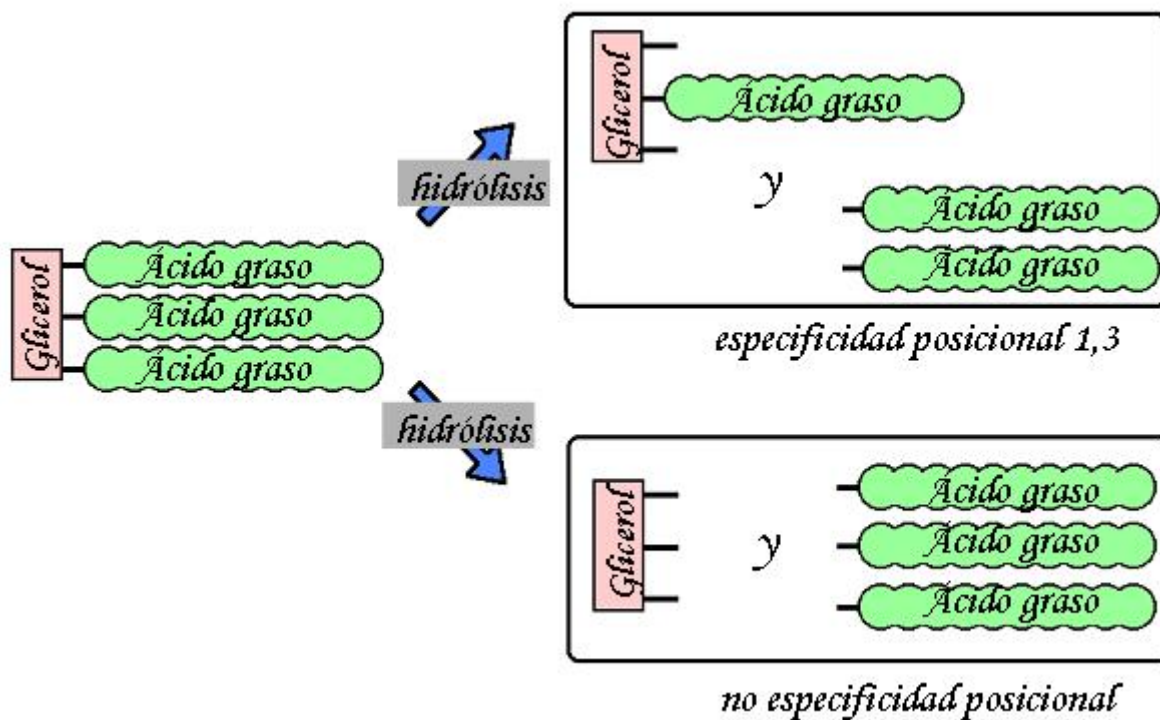 Glicerol
Ácido graso
Ácido graso
Ácido graso
hidrólisis
Glicerol
Ácido graso
y
Ácido graso
Ácido graso
especificidad posicional 1,3
hidrólisis
Glicerol
y
Ácido graso
Ácido graso
Ácido graso
no especificidad posicional